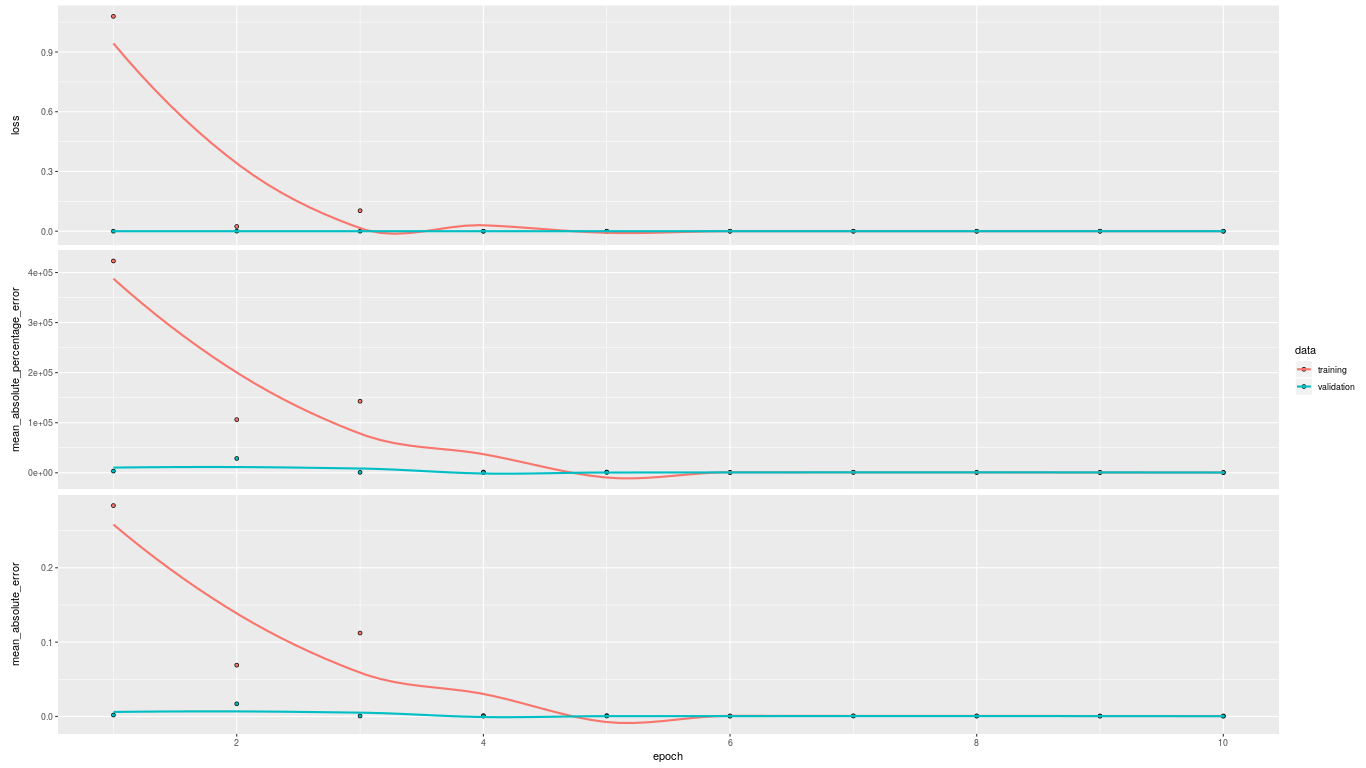 loss
0.9
0.6
0.3
0.0
mean_absolute_percentage_error
4e+05
3e+05
2e+05
1e+05
0e+00
mean_absolute_error
0.2
0.1
0.0
2 4 6 8 10
epoch
data
training
validation